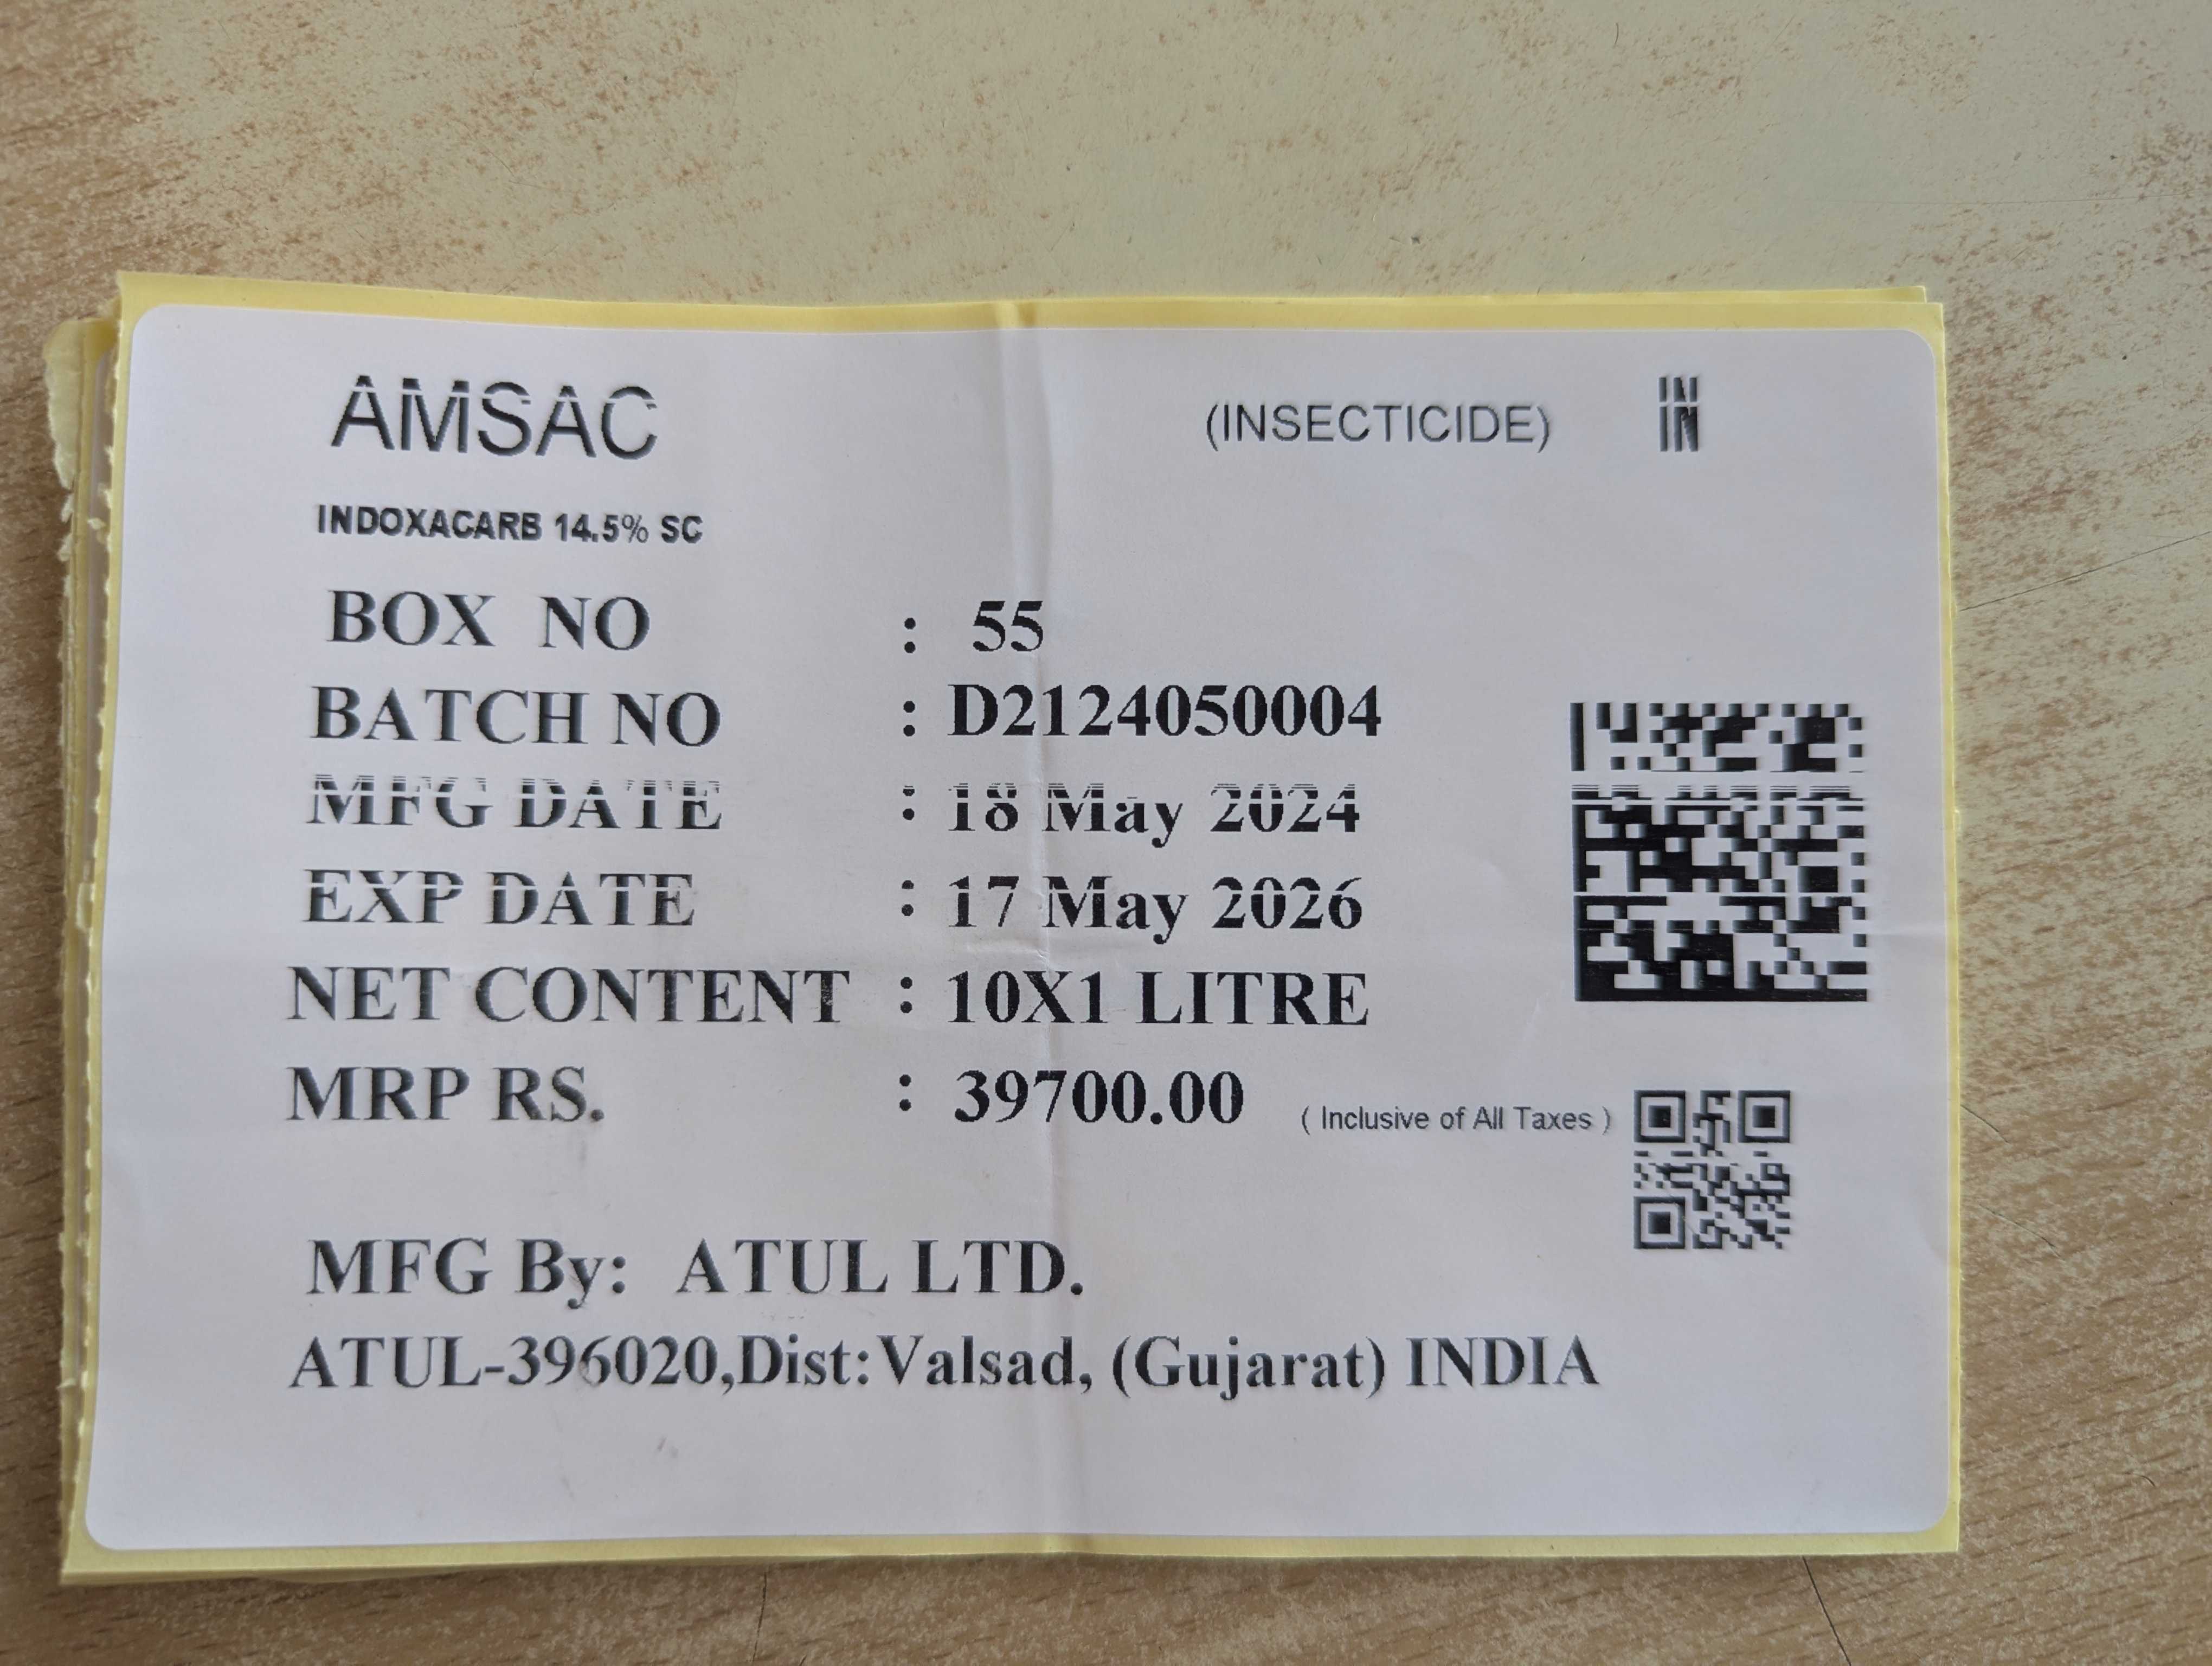 AMSAC (INSECTICIDE) IN
INDOXACARB 14.5% SC
BOX NO : 55
BATCH NO : D2124050004
MFG DATE : 18 May 2024
EXP DATE : 17 May 2026
NET CONTENT : 10X1 LITRE
MRP RS. : 39700.00 ( Inclusive of All Taxes )
MFG By: ATUL LTD.
ATUL-396020,Dist:Valsad, (Gujarat) INDIA